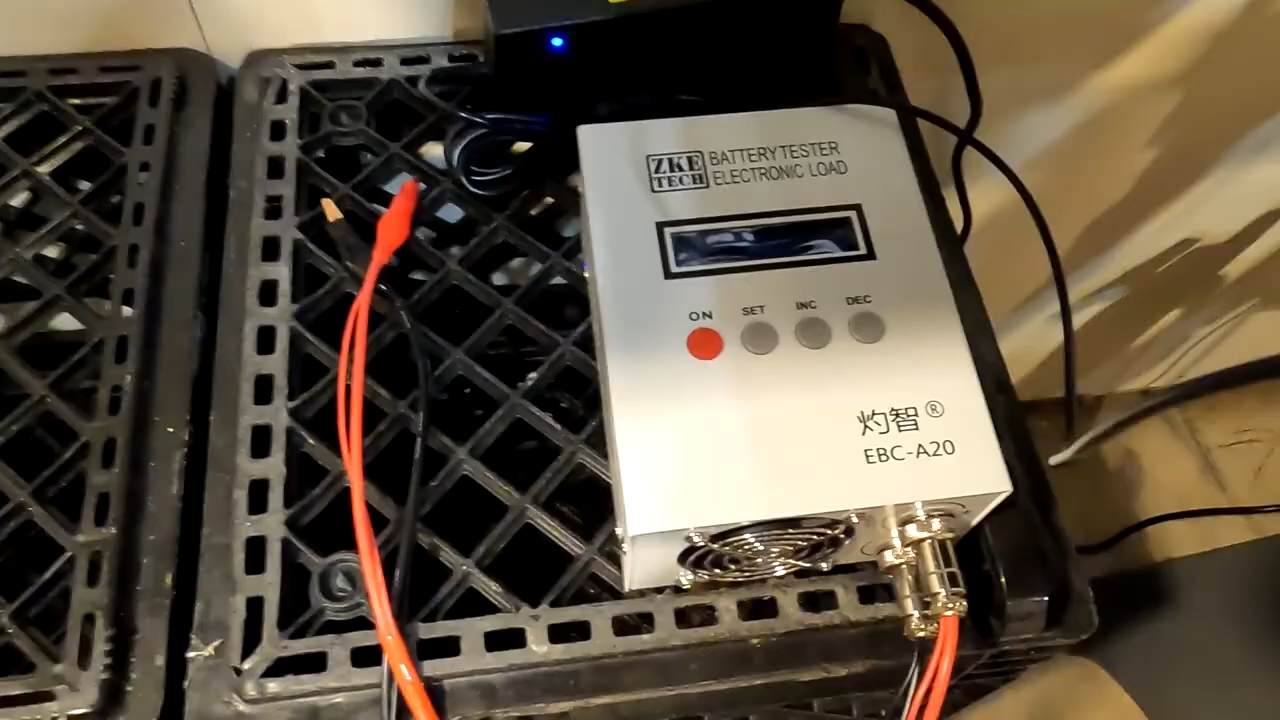 ZKE
TECH
BATTERY TESTER
ELECTRONIC LOAD
ON SET INC DEC
灼智®
EBC-A20